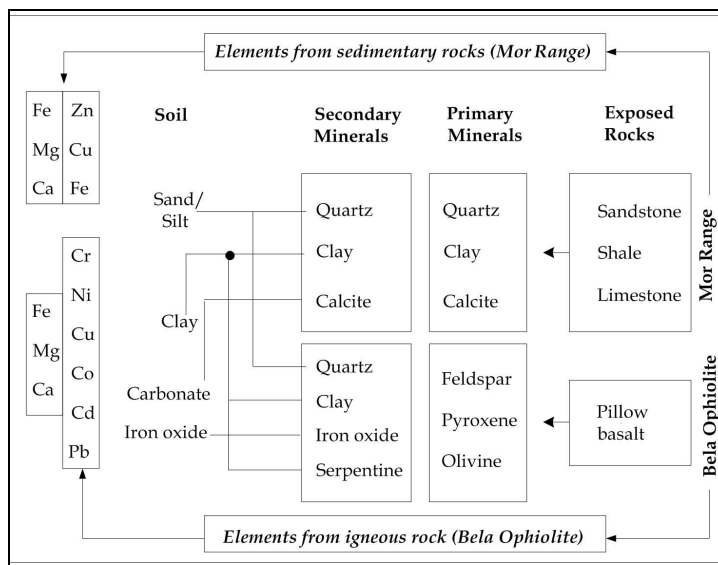 Elements from sedimentary rocks (Mor Range)
Fe Zn
Mg Cu
Ca Fe
Soil
Secondary
Minerals
Primary
Minerals
Exposed
Rocks
Sand/
Silt
Clay
Carbonate
Iron oxide
Quartz
Clay
Calcite
Quartz
Clay
Calcite
Sandstone
Shale
Limestone
Mor Range
Fe
Mg
Ca
Cr
Ni
Cu
Co
Cd
Pb
Quartz
Clay
Iron oxide
Serpentine
Feldspar
Pyroxene
Olivine
Pillow
basalt
Bela Ophiolite
Elements from igneous rock (Bela Ophiolite)